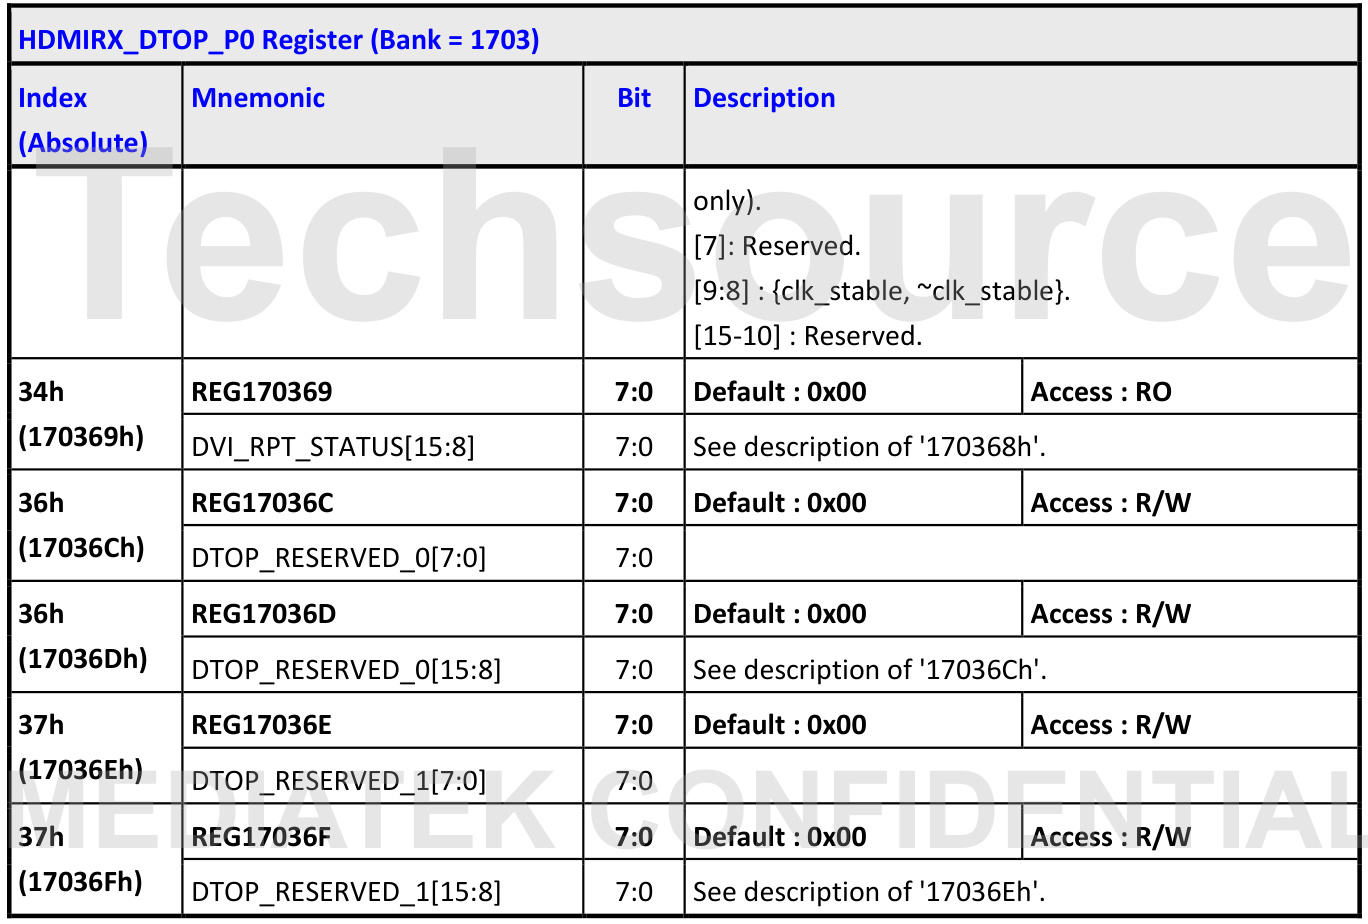 HDMIRX_DTOP_P0 Register (Bank = 1703)
Index (Absolute) Mnemonic Bit Description
only).
[7]: Reserved.
[9:8] : {clk_stable, ~clk_stable}.
[15-10] : Reserved.
34h (170369h) REG170369 7:0 Default : 0x00 Access : RO
DVI_RPT_STATUS[15:8] 7:0 See description of '170368h'.
36h (17036Ch) REG17036C 7:0 Default : 0x00 Access : R/W
DTOP_RESERVED_0[7:0] 7:0
36h (17036Dh) REG17036D 7:0 Default : 0x00 Access : R/W
DTOP_RESERVED_0[15:8] 7:0 See description of '17036Ch'.
37h (17036Eh) REG17036E 7:0 Default : 0x00 Access : R/W
DTOP_RESERVED_1[7:0] 7:0
37h (17036Fh) REG17036F 7:0 Default : 0x00 Access : R/W
DTOP_RESERVED_1[15:8] 7:0 See description of '17036Eh'.
Techsource
MEDIATEK CONFIDENTIAL